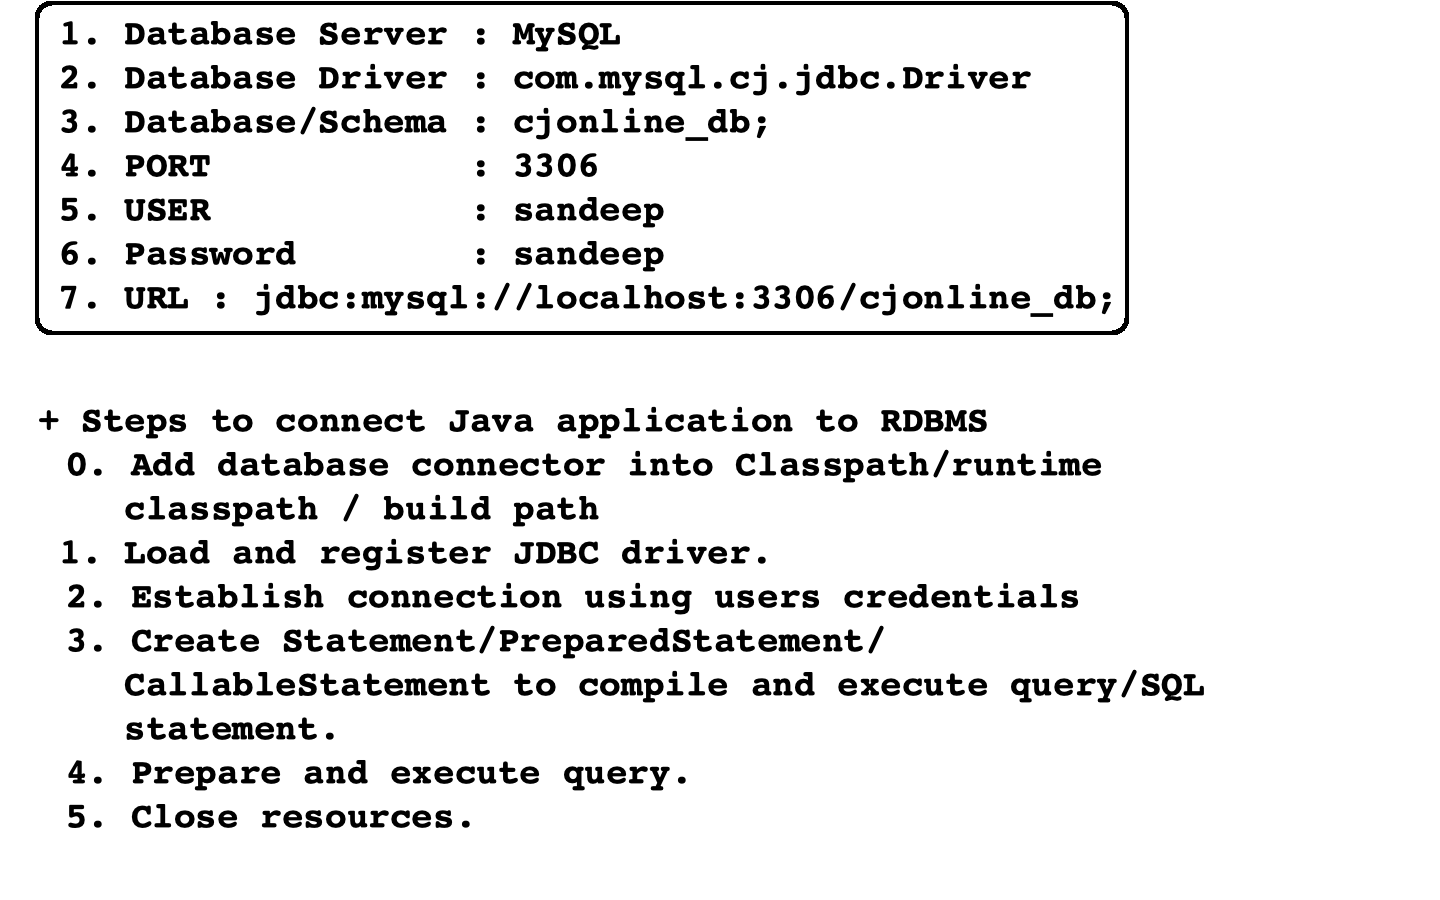 1. Database Server : MySQL
2. Database Driver : com.mysql.cj.jdbc.Driver
3. Database/Schema : cjonline_db;
4. PORT : 3306
5. USER : sandeep
6. Password : sandeep
7. URL : jdbc:mysql://localhost:3306/cjonline_db;
+ Steps to connect Java application to RDBMS
0. Add database connector into Classpath/runtime
classpath / build path
1. Load and register JDBC driver.
2. Establish connection using users credentials
3. Create Statement/PreparedStatement/
CallableStatement to compile and execute query/SQL
statement.
4. Prepare and execute query.
5. Close resources.